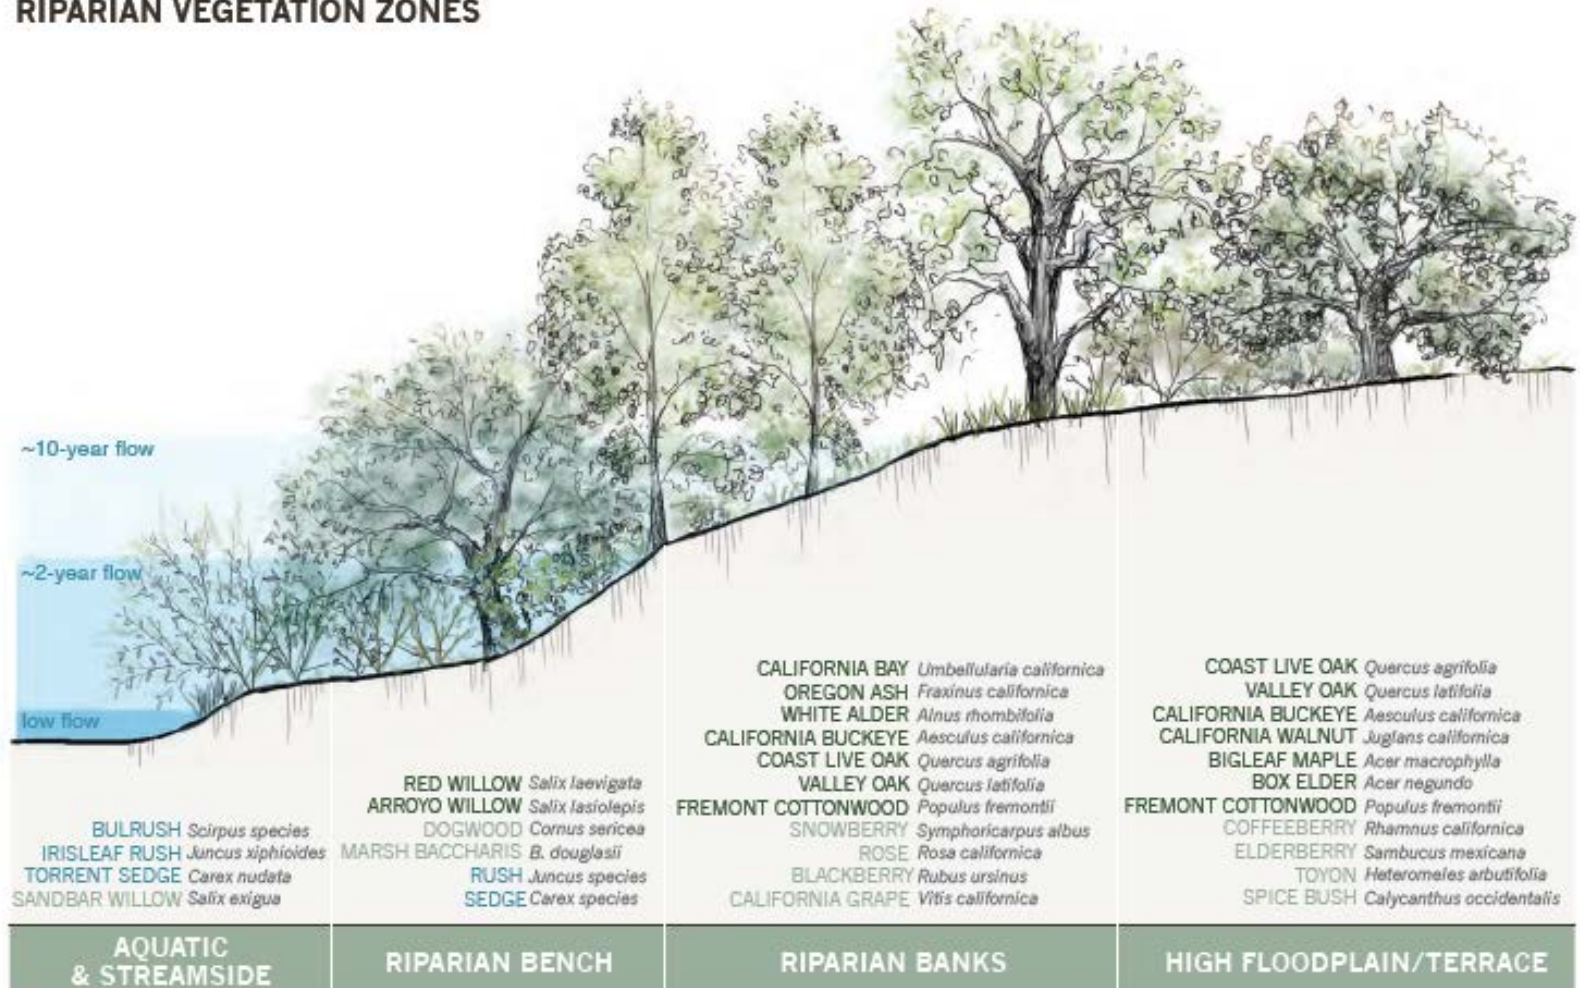 RIPARIAN VEGETATION ZONES
~10-year flow
~2-year flow
low flow
BULRUSH Scirpus species
IRISLEAF RUSH Juncus xiphioides
TORRENT SEDGE Carex nudata
SANDBAR WILLOW Salix exigua
RED WILLOW Salix laevigata
ARROYO WILLOW Salix lasiolepis
DOGWOOD Cornus sericea
MARSH BACCHARIS B. douglasii
RUSH Juncus species
SEDGE Carex species
CALIFORNIA BAY Umbellularia californica
OREGON ASH Fraxinus californica
WHITE ALDER Alnus rhombifolia
CALIFORNIA BUCKEYE Aesculus californica
COAST LIVE OAK Quercus agrifolia
VALLEY OAK Quercus latifolia
FREMONT COTTONWOOD Populus fremontii
SNOWBERRY Symphoricarpus albus
ROSE Rosa californica
BLACKBERRY Rubus ursinus
CALIFORNIA GRAPE Vitis californica
COAST LIVE OAK Quercus agrifolia
VALLEY OAK Quercus latifolia
CALIFORNIA BUCKEYE Aesculus californica
CALIFORNIA WALNUT Juglans californica
BIGLEAF MAPLE Acer macrophylla
BOX ELDER Acer negundo
FREMONT COTTONWOOD Populus fremontii
COFFEEBERRY Rhamnus californica
ELDERBERRY Sambucus mexicana
TOYON Heteromeles arbutifolia
SPICE BUSH Calycanthus occidentalis
AQUATIC
& STREAMSIDE
RIPARIAN BENCH
RIPARIAN BANKS
HIGH FLOODPLAIN/TERRACE